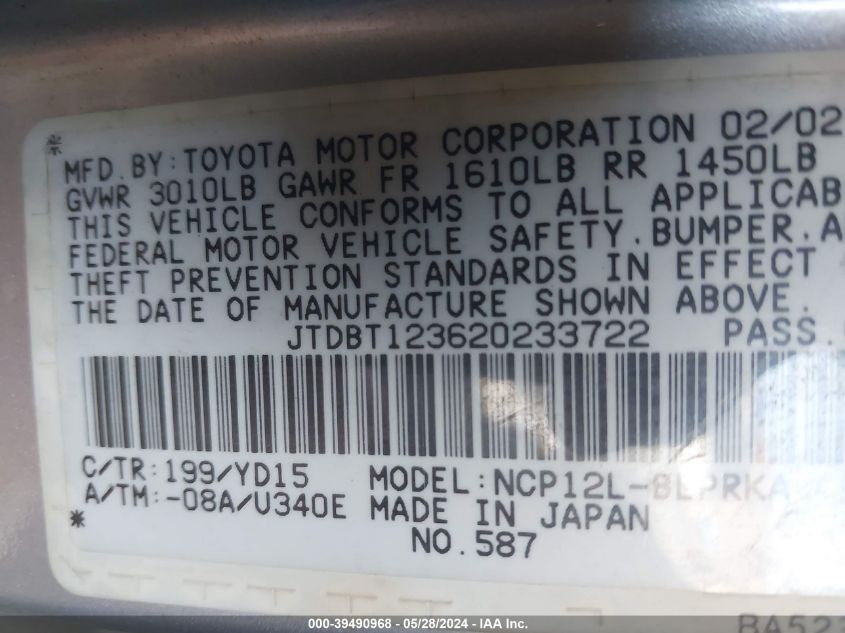 MFD.BY:TOYOTA MOTOR CORPORATION 02/02
GVWR 3010LB GAWR FR 1610LB RR 1450LB
THIS VEHICLE CONFORMS TO ALL APPLICAB
FEDERAL MOTOR VEHICLE SAFETY.BUMPER.A
THEFT PREVENTION STANDARDS IN EFFECT
THE DATE OF MANUFACTURE SHOWN ABOVE.
JTDBT123620233722 PASS.
C/TR:199/YD15 MODEL:NCP12L-BEPRKA
A/TM:-08A/U340E MADE IN JAPAN
NO.587
000-39490968 - 05/28/2024 - IAA Inc.